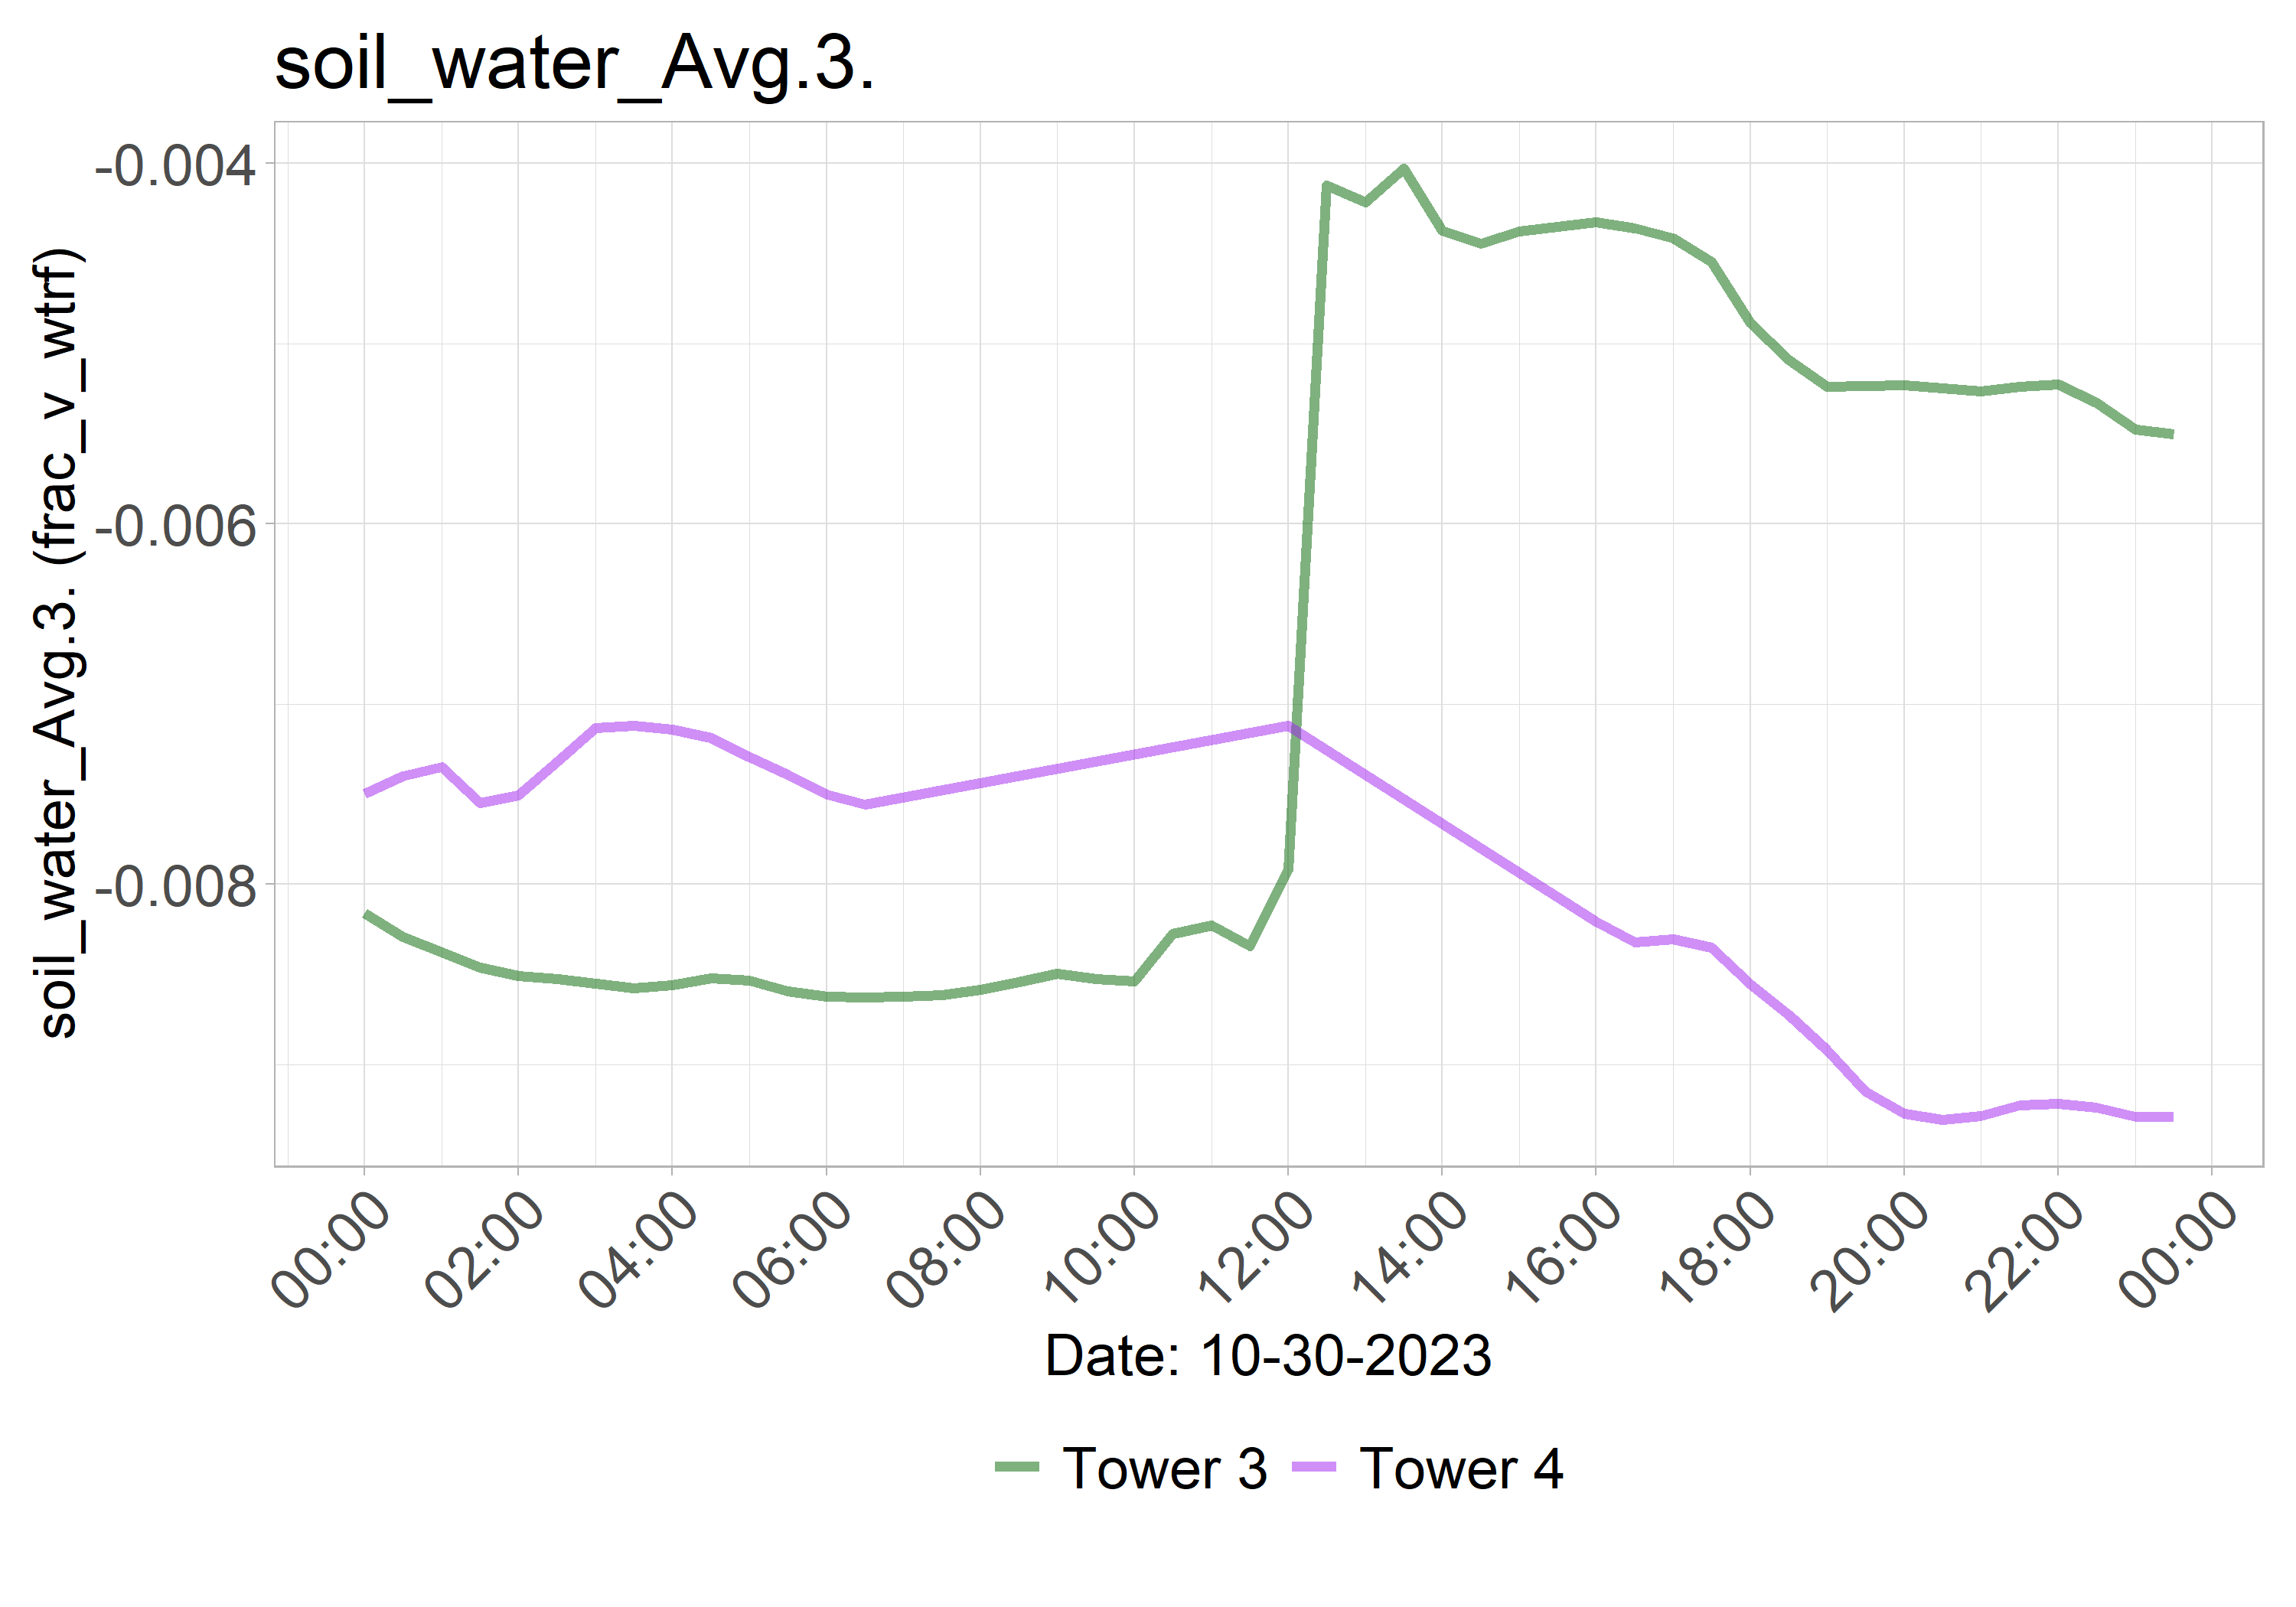 soil_water_Avg.3.
soil_water_Avg.3. (frac_v_wtrf)
-0.004
-0.006
-0.008
00:00 02:00 04:00 06:00 08:00 10:00 12:00 14:00 16:00 18:00 20:00 22:00 00:00
Date: 10-30-2023
Tower 3 Tower 4